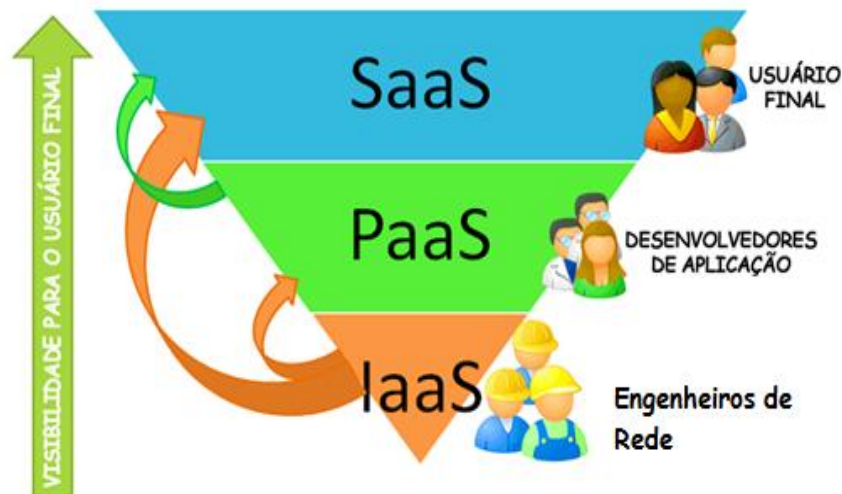 VISIBILIDADE PARA O USUÁRIO FINAL
SaaS
USUÁRIO
FINAL
PaaS
DESENVOLVEDORES
DE APLICAÇÃO
IaaS
Engenheiros de
Rede